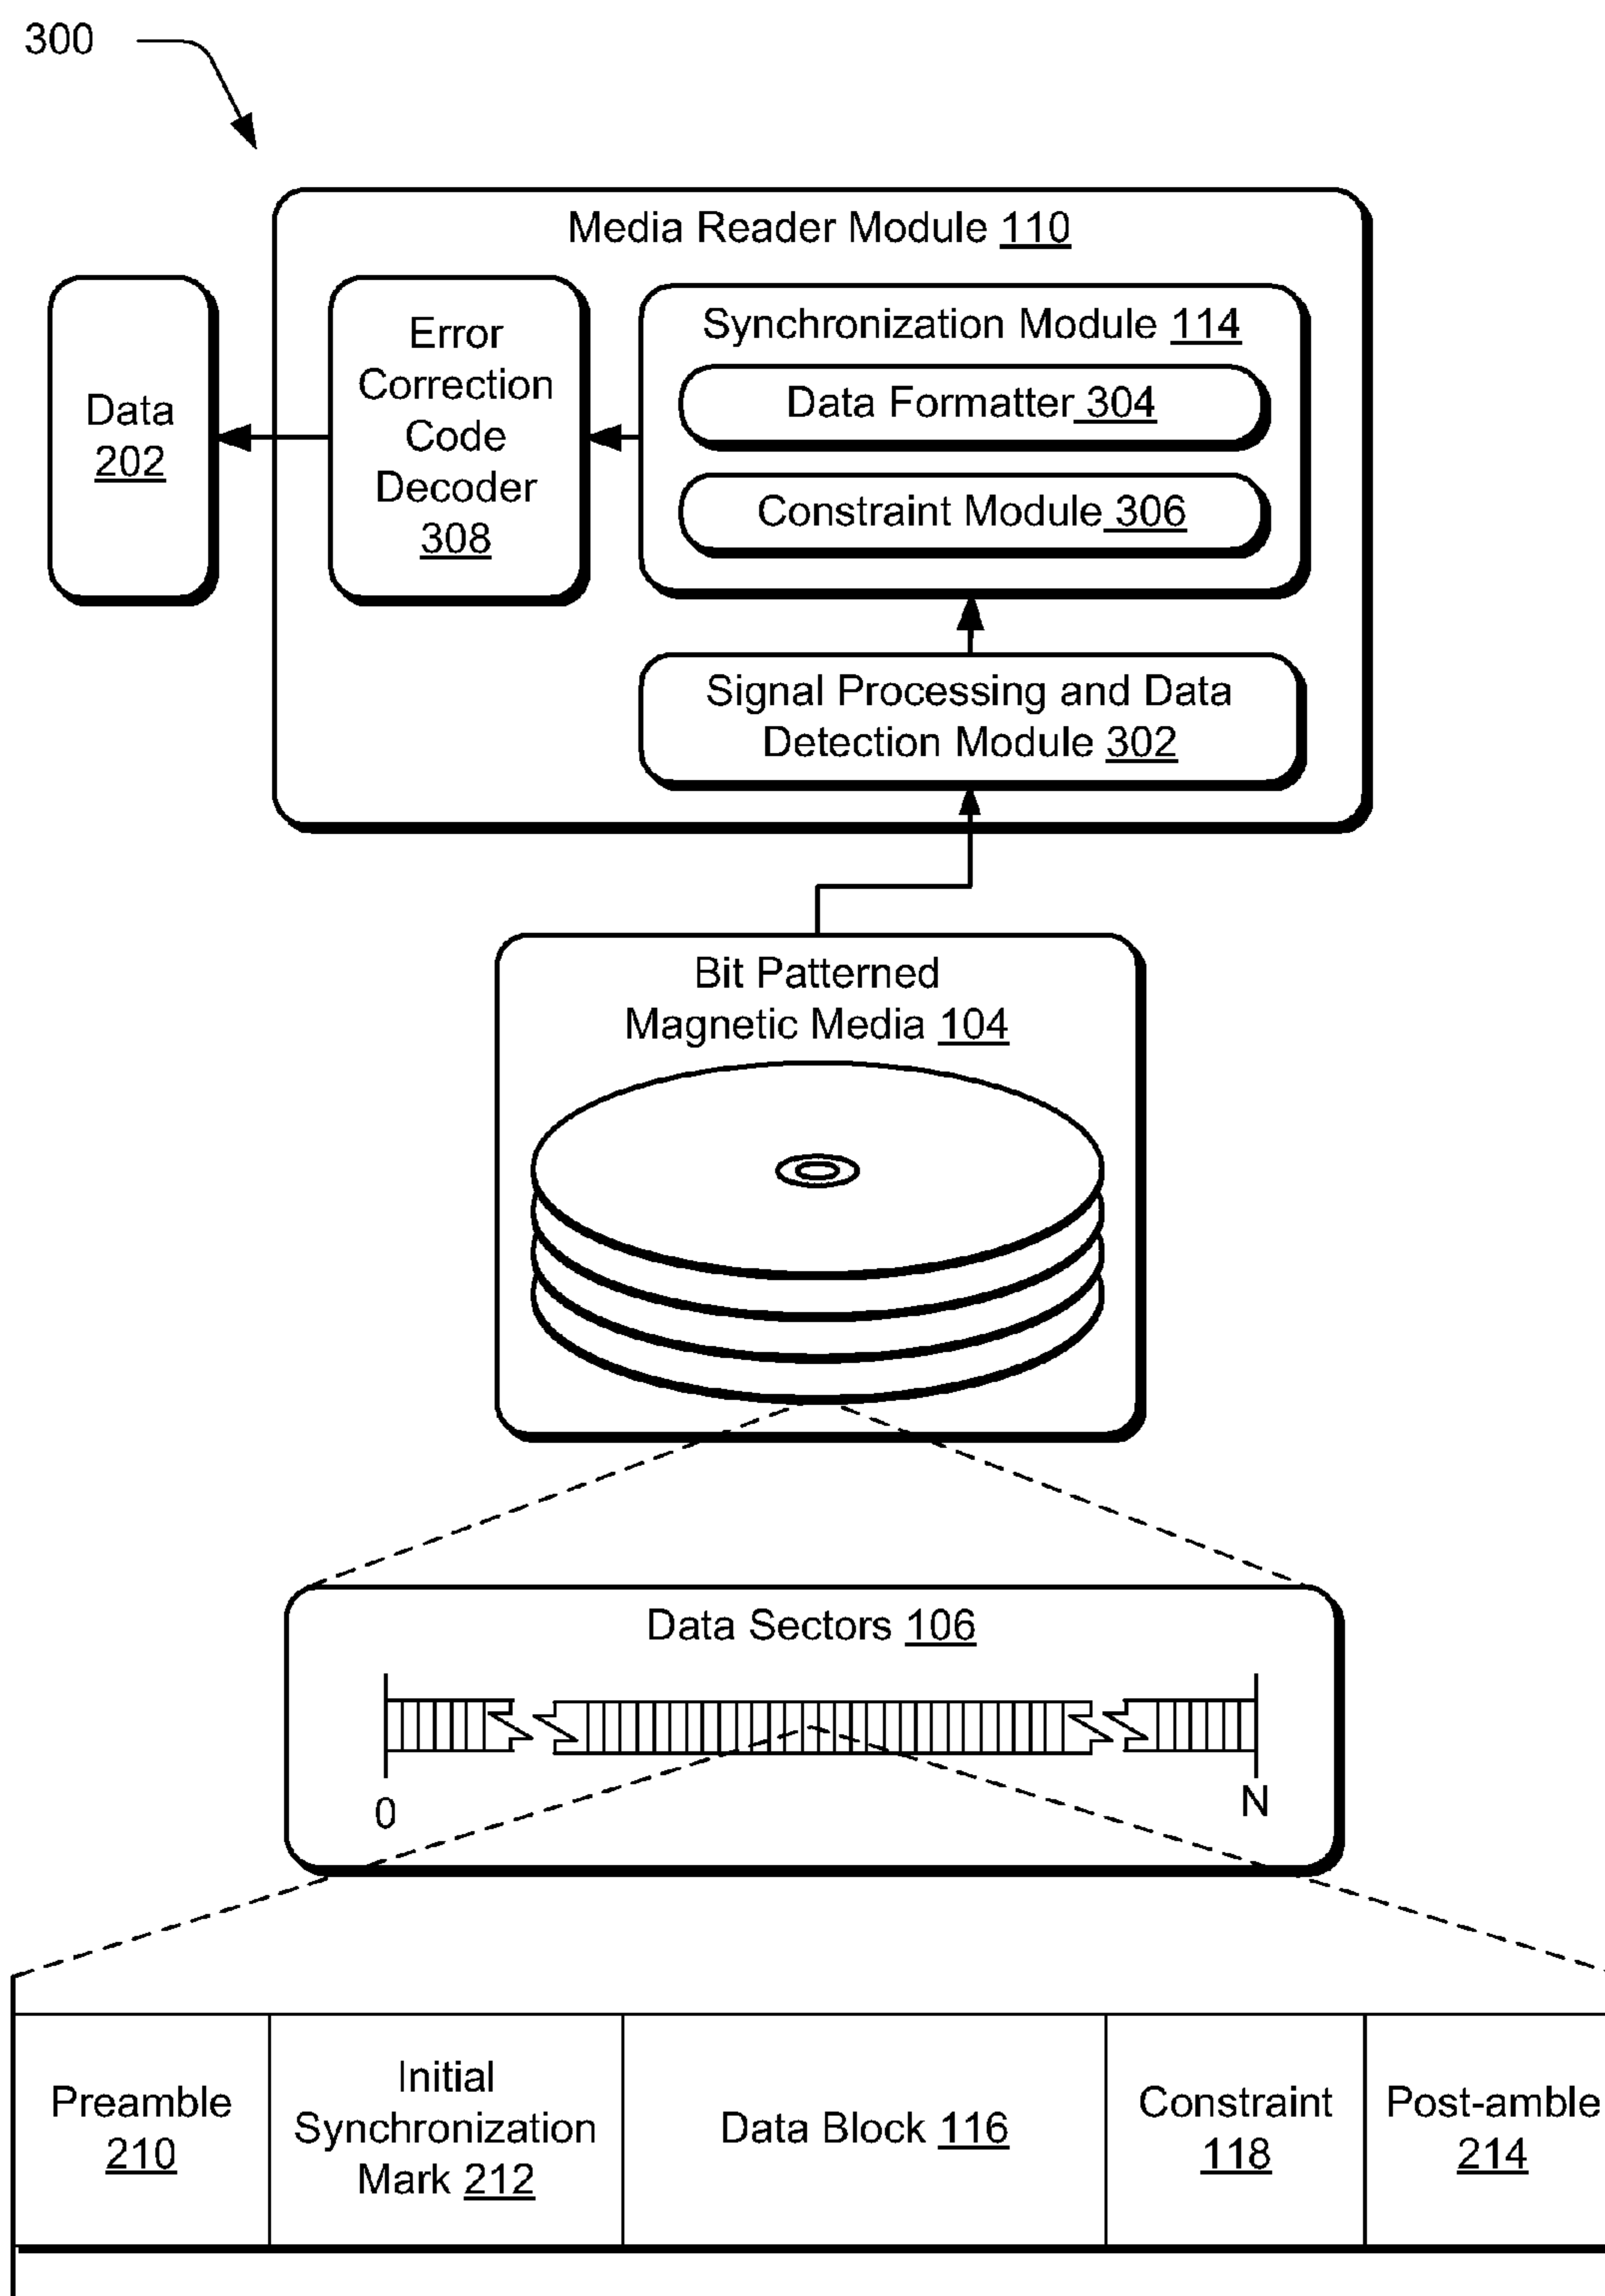 300
Media Reader Module 110
Data
202
Error
Correction
Code
Decoder
308
Synchronization Module 114
Data Formatter 304
Constraint Module 306
Signal Processing and Data
Detection Module 302
Bit Patterned
Magnetic Media 104
Data Sectors 106
0
N
Preamble
210
Initial
Synchronization
Mark 212
Data Block 116
Constraint
118
Post-amble
214